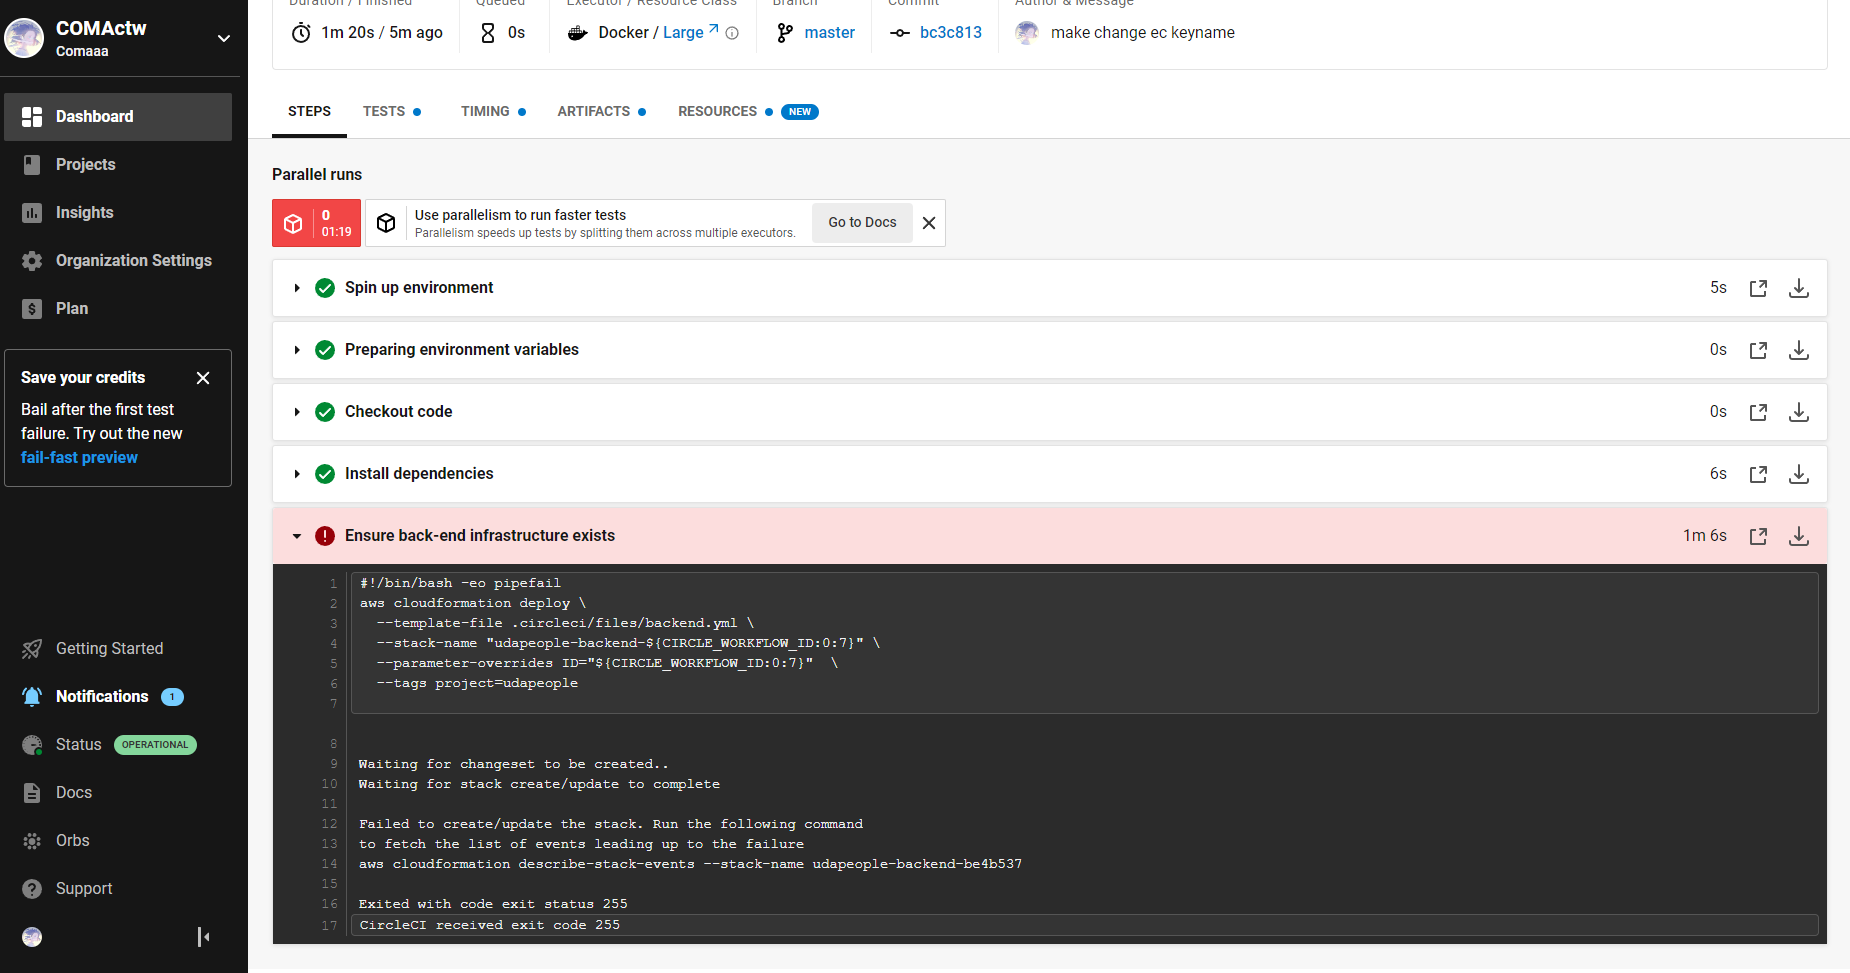 COMActw
Comaaa
Dashboard
Projects
Insights
Organization Settings
Plan
Save your credits
Bail after the first test
failure. Try out the new
fail-fast preview
Getting Started
Notifications 1
Status OPERATIONAL
Docs
Orbs
Support
Duration / Finished
Queued
Executor / Resource Class
Branch
Commit
Author & Message
1m 20s / 5m ago
0s
Docker / Large
master
bc3c813
make change ec keyname
STEPS
TESTS
TIMING
ARTIFACTS
RESOURCES NEW
Parallel runs
0
01:19
Use parallelism to run faster tests
Parallelism speeds up tests by splitting them across multiple executors.
Go to Docs
Spin up environment 5s
Preparing environment variables 0s
Checkout code 0s
Install dependencies 6s
Ensure back-end infrastructure exists 1m 6s
1 #!/bin/bash -eo pipefail
2 aws cloudformation deploy \
3 --template-file .circleci/files/backend.yml \
4 --stack-name "udapeople-backend-${CIRCLE_WORKFLOW_ID:0:7}" \
5 --parameter-overrides ID="${CIRCLE_WORKFLOW_ID:0:7}" \
6 --tags project=udapeople
7
8
9 Waiting for changeset to be created..
10 Waiting for stack create/update to complete
11
12 Failed to create/update the stack. Run the following command
13 to fetch the list of events leading up to the failure
14 aws cloudformation describe-stack-events --stack-name udapeople-backend-be4b537
15
16 Exited with code exit status 255
17 CircleCI received exit code 255